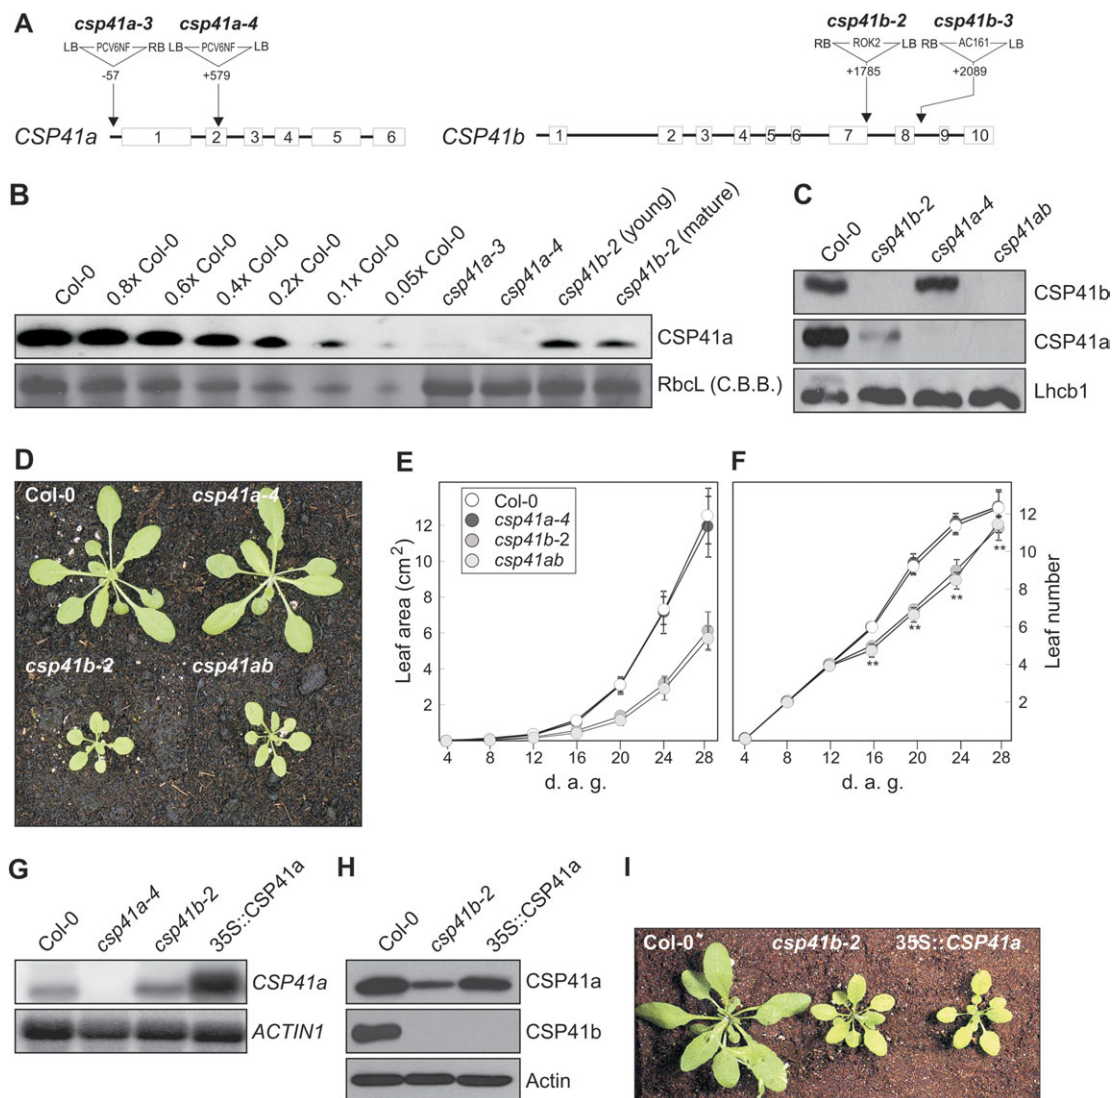 A
csp41a-3 csp41a-4
LB PCV6NF RB LB PCV6NF LB
-57 +579
CSP41a 1 2 3 4 5 6
csp41b-2 csp41b-3
RB ROK2 LB RB AC161 LB
+1785 +2089
CSP41b 1 2 3 4 5 6 7 8 9 10
B
Col-0 0.8x Col-0 0.6x Col-0 0.4x Col-0 0.2x Col-0 0.1x Col-0 0.05x Col-0 csp41a-3 csp41a-4 csp41b-2 (young) csp41b-2 (mature)
CSP41a
RbcL (C.B.B.)
C
Col-0 csp41b-2 csp41a-4 csp41ab
CSP41b
CSP41a
Lhcb1
D
Col-0 csp41a-4
csp41b-2 csp41ab
E
Col-0
csp41a-4
csp41b-2
csp41ab
Leaf area (cm²)
12
10
8
6
4
2
4 8 12 16 20 24 28
d. a. g.
F
Leaf number
12
10
8
6
4
2
** ** ** **
4 8 12 16 20 24 28
d. a. g.
G
Col-0 csp41a-4 csp41b-2 35S::CSP41a
CSP41a
ACTIN1
H
Col-0 csp41b-2 35S::CSP41a
CSP41a
CSP41b
Actin
I
Col-0 csp41b-2 35S::CSP41a